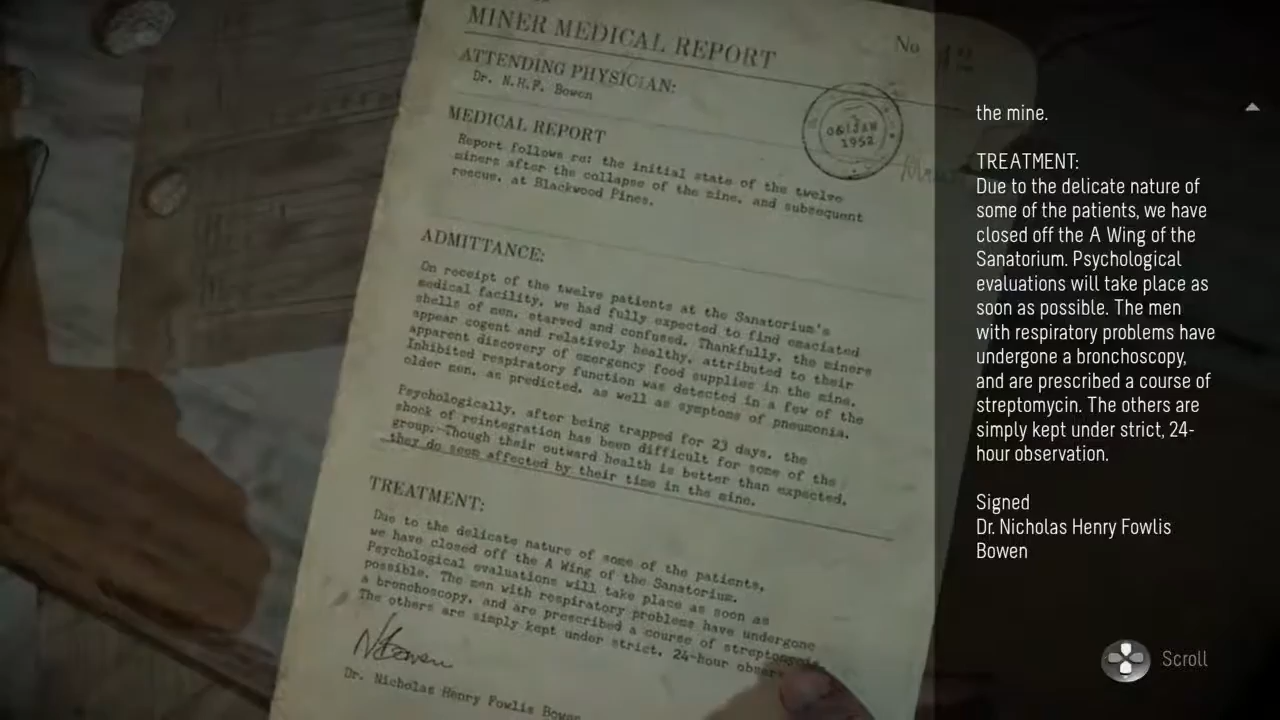 MINER MEDICAL REPORT
No 12
ATTENDING PHYSICIAN:
Dr. N.H.F. Bowen
MEDICAL REPORT
06 JAN
1952
Report follows re: the initial state of the twelve
miners after the collapse of the mine, and subsequent
rescue, at Blackwood Pines.
ADMITTANCE:
On receipt of the twelve patients at the Sanatorium's
medical facility, we had fully expected to find emaciated
shells of men, starved and confused. Thankfully, the miners
appear cogent and relatively healthy, attributed to their
apparent discovery of emergency food supplies in the mine.
Inhibited respiratory function was detected in a few of the
older men, as predicted, as well as symptoms of pneumonia.
Psychologically, after being trapped for 23 days, the
shock of reintegration has been difficult for some of the
group. Though their outward health is better than expected,
they do seem affected by their time in the mine.
TREATMENT:
Due to the delicate nature of some of the patients,
we have closed off the A Wing of the Sanatorium.
Psychological evaluations will take place as soon as
possible. The men with respiratory problems have undergone
a bronchoscopy, and are prescribed a course of streptomycin.
The others are simply kept under strict, 24-hour obser
NBowen
Dr. Nicholas Henry Fowlis Bowen
the mine.
TREATMENT:
Due to the delicate nature of
some of the patients, we have
closed off the A Wing of the
Sanatorium. Psychological
evaluations will take place as
soon as possible. The men
with respiratory problems have
undergone a bronchoscopy,
and are prescribed a course of
streptomycin. The others are
simply kept under strict, 24-
hour observation.
Signed
Dr. Nicholas Henry Fowlis
Bowen
Scroll